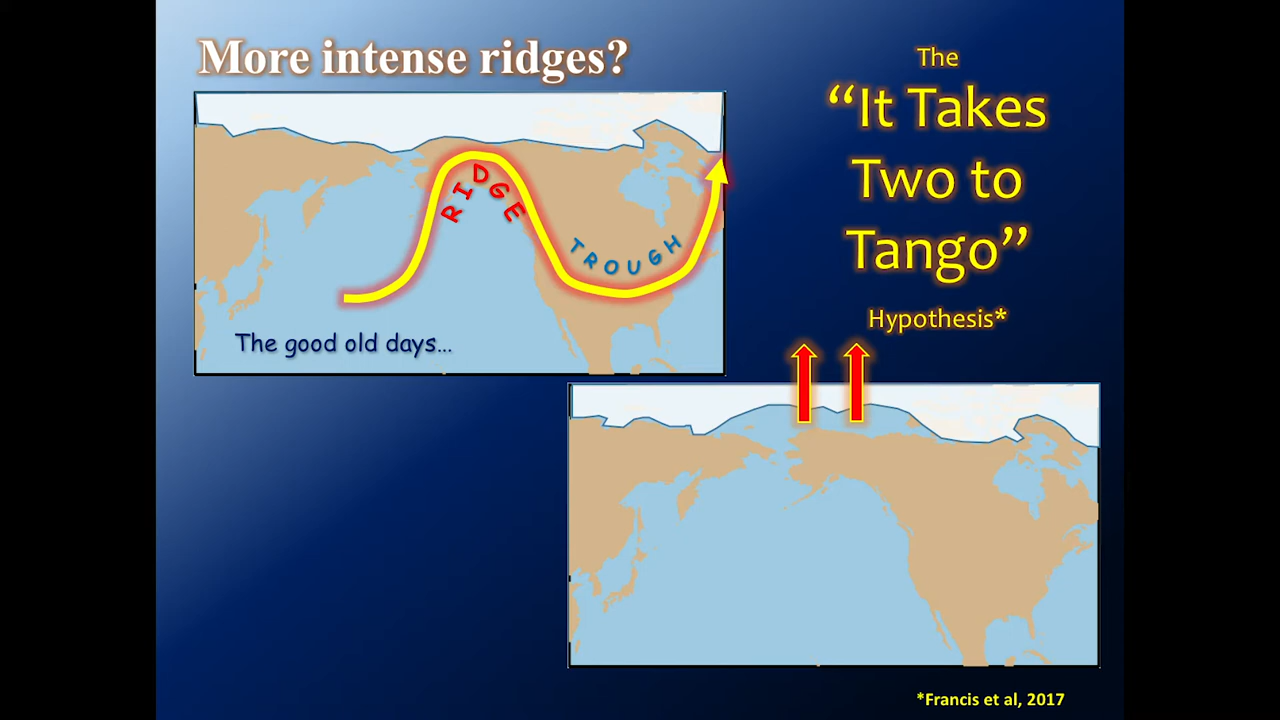 More intense ridges?
The
“It Takes
Two to
Tango”
Hypothesis*
RIDGE
TROUGH
The good old days...
*Francis et al, 2017